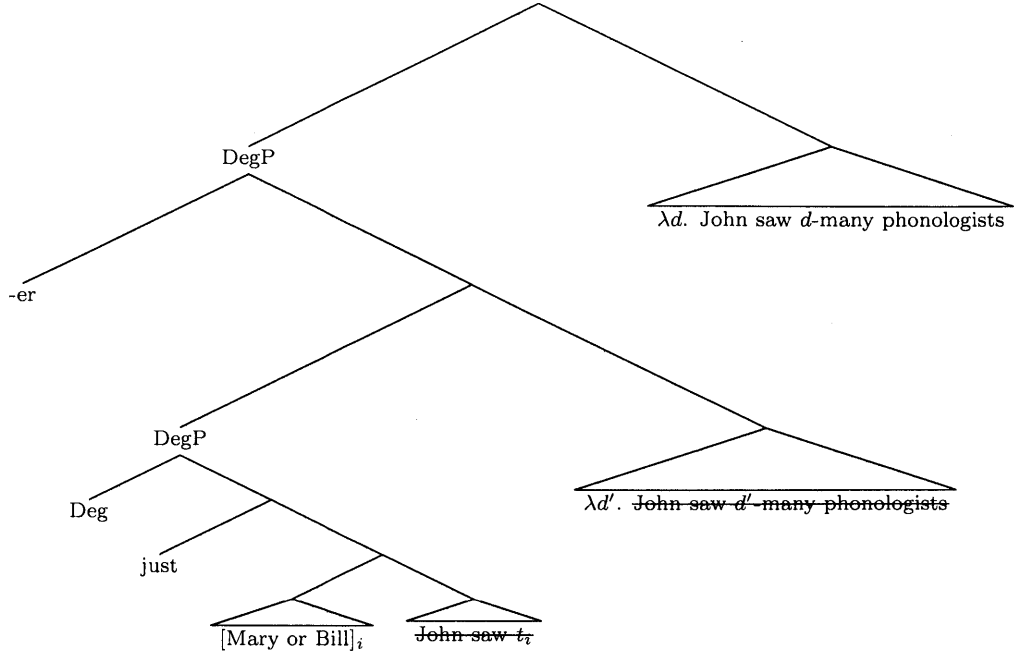 DegP
λd. John saw d-many phonologists
-er
DegP
λd′. John saw d′-many phonologists
Deg
just
[Mary or Bill]i
John saw ti